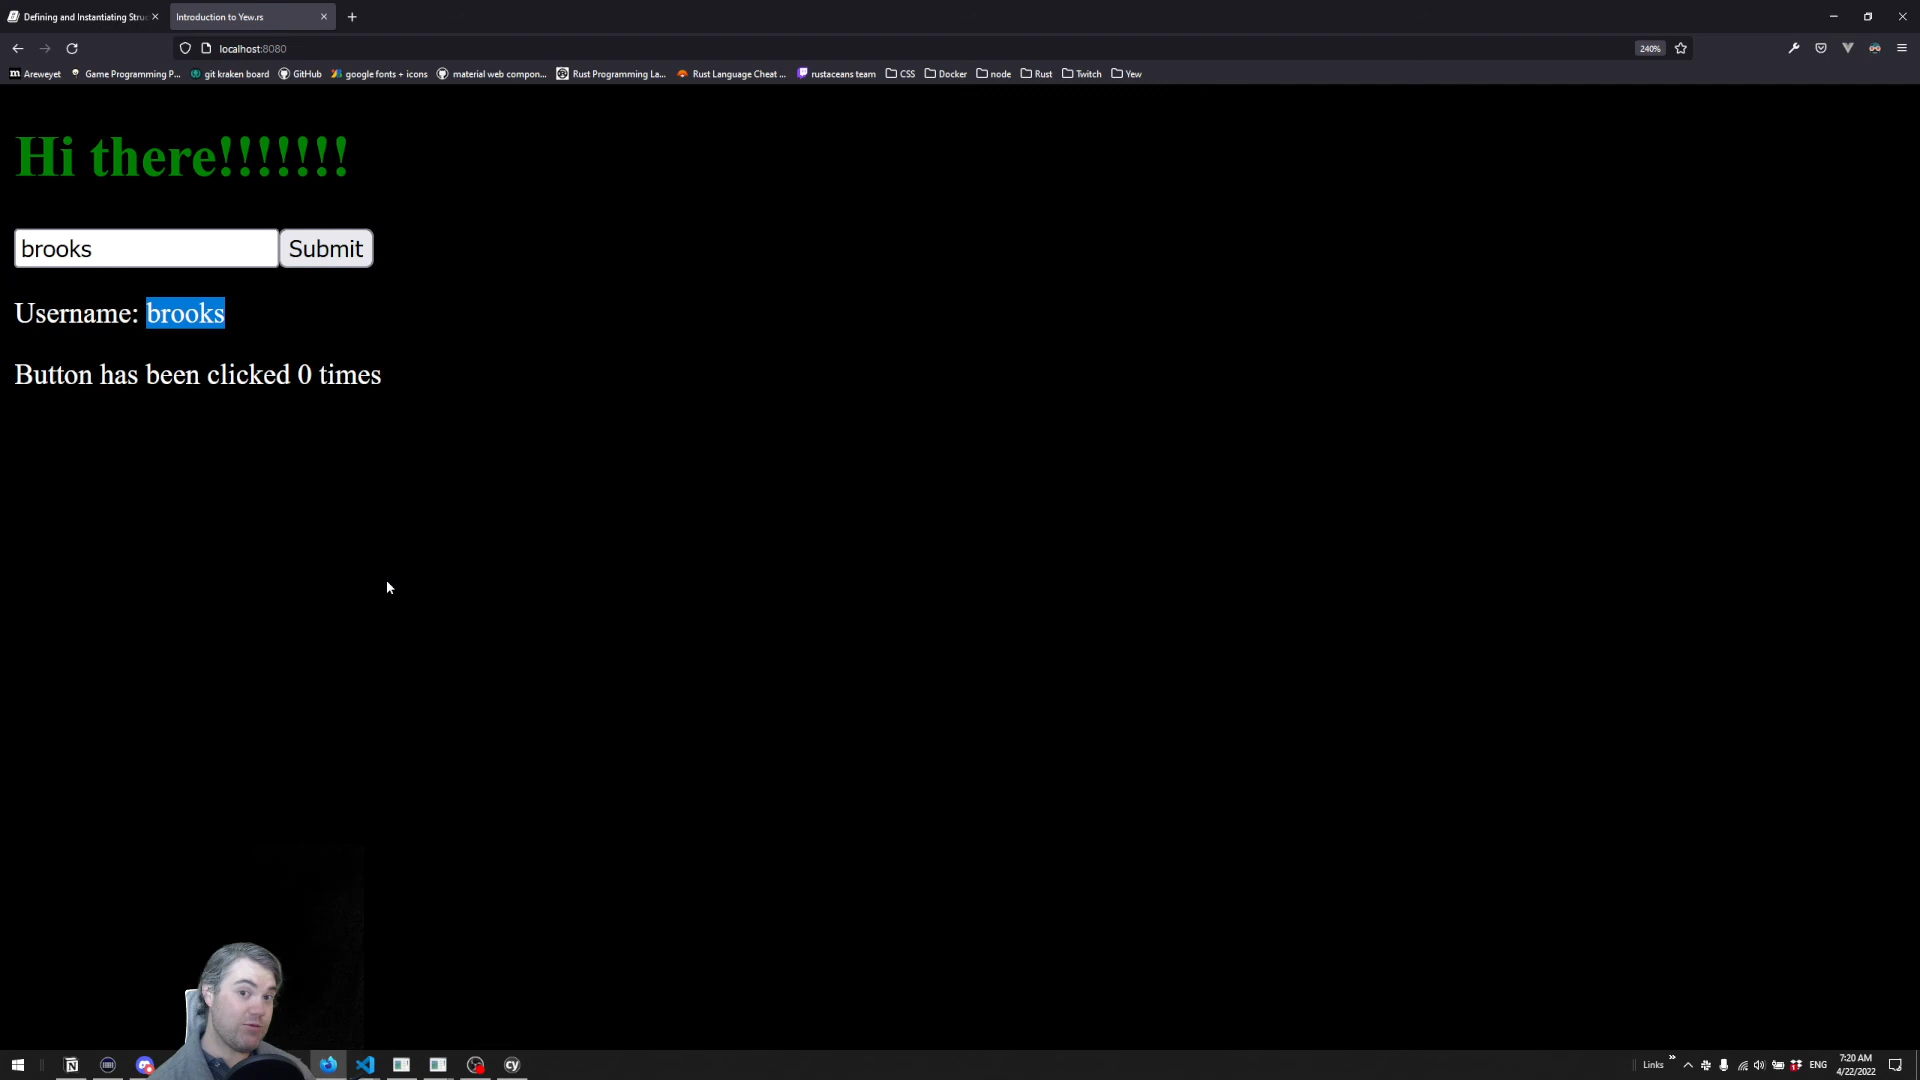 Defining and Instantiating Struc
Introduction to Yew.rs
localhost:8080
240%
Areweyet
Game Programming P...
git kraken board
GitHub
google fonts + icons
material web compon...
Rust Programming La...
Rust Language Cheat ...
rustaceans team
CSS
Docker
node
Rust
Twitch
Yew
Hi there!!!!!!!
brooks
Submit
Username: brooks
Button has been clicked 0 times
Links
ENG
7:20 AM
4/22/2022